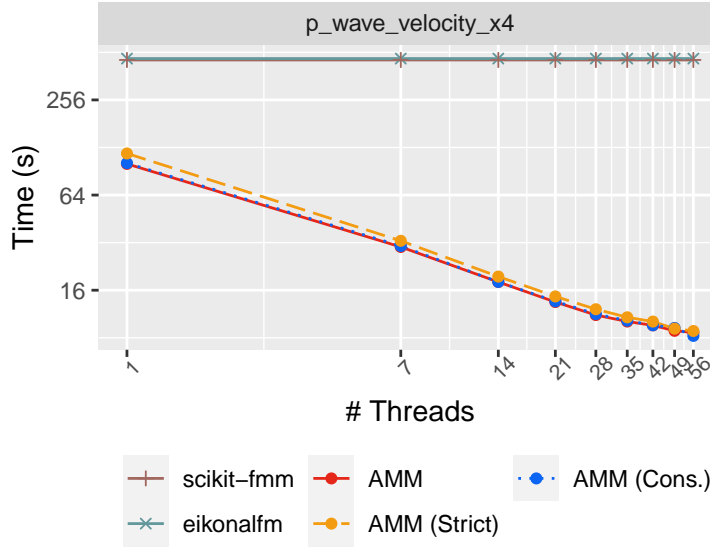 p_wave_velocity_x4
256
64
16
Time (s)
1
7
14
21
28
35
42
49
56
# Threads
scikit−fmm
AMM
AMM (Cons.)
eikonalfm
AMM (Strict)